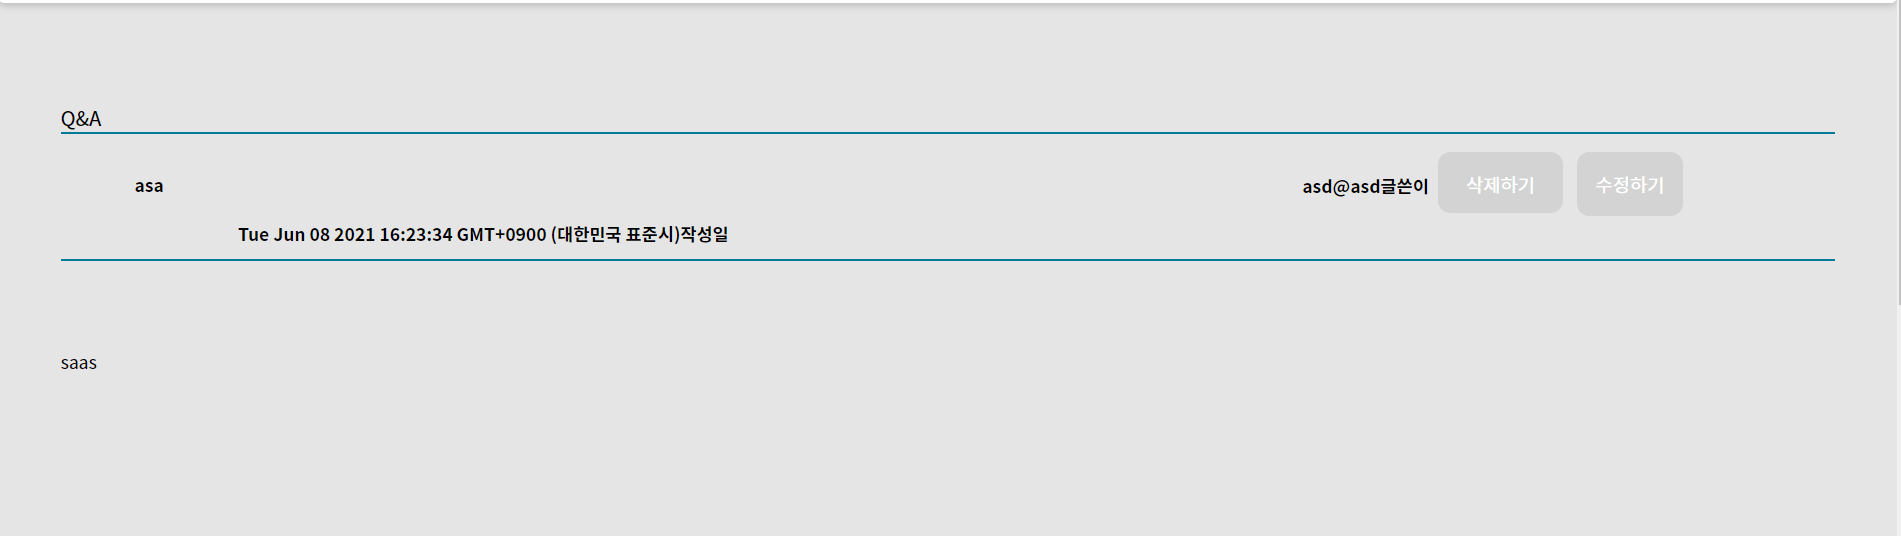 Q&A
asa
asd@asd글쓴이 삭제하기 수정하기
Tue Jun 08 2021 16:23:34 GMT+0900 (대한민국 표준시)작성일
saas